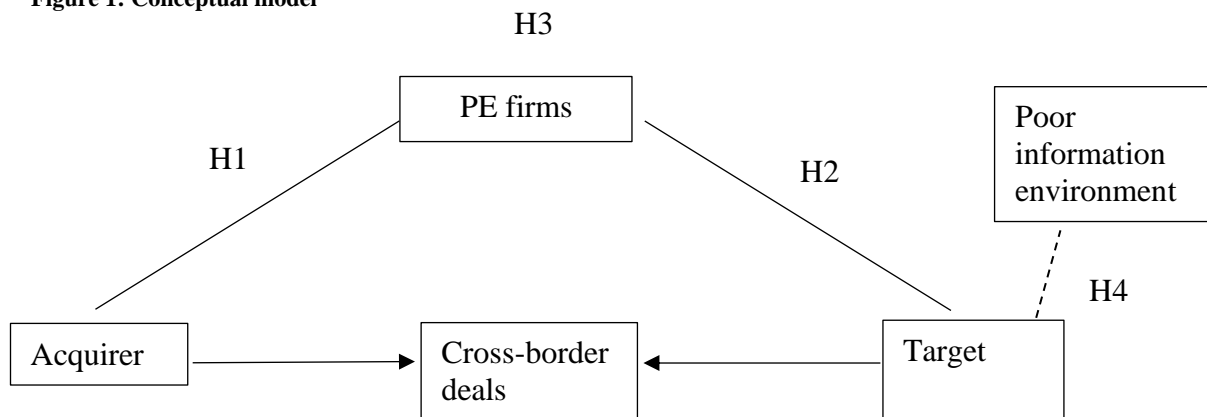 Figure 1: Conceptual model
H3
PE firms
Poor
information
environment
H1
H2
H4
Acquirer
Cross-border
deals
Target